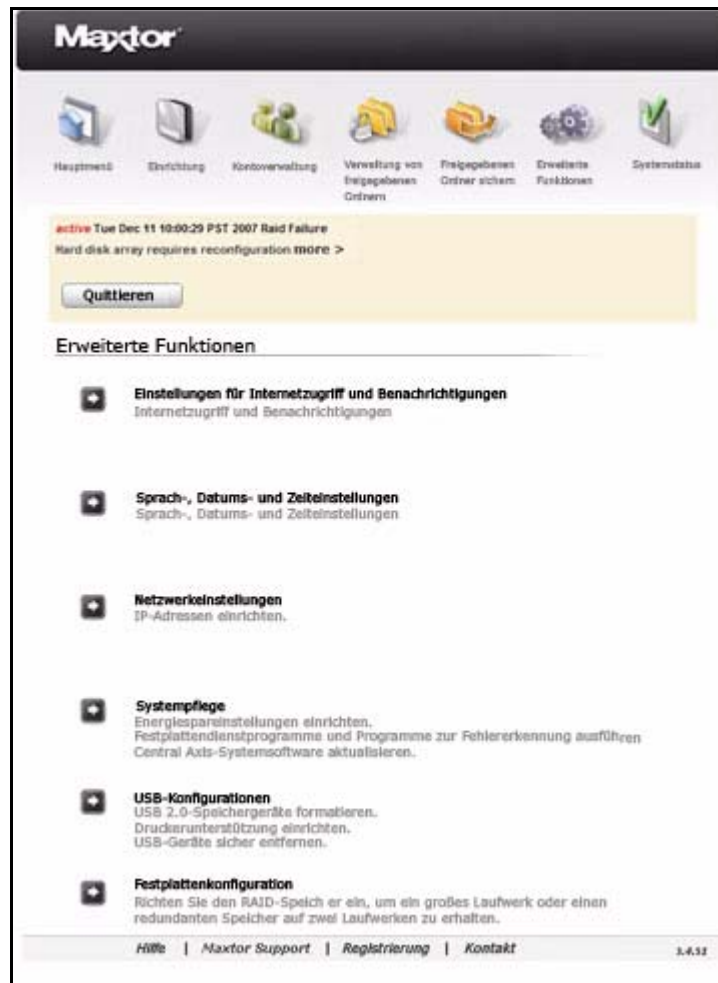 Maxtor
Hauptmenü
Einrichtung
Kontoverwaltung
Verwaltung von
freigegebenen
Ordnern
Freigegebenen
Ordner sichern
Erweiterte
Funktionen
Systemstatus
active Tue Dec 11 10:00:29 PST 2007 Raid Failure
Hard disk array requires reconfiguration more >
Quittieren
Erweiterte Funktionen
Einstellungen für Internetzugriff und Benachrichtigungen
Internetzugriff und Benachrichtigungen
Sprach-, Datums- und Zeiteinstellungen
Sprach-, Datums- und Zeiteinstellungen
Netzwerkeinstellungen
IP-Adressen einrichten.
Systempflege
Energiespareinstellungen einrichten.
Festplattendienstprogramme und Programme zur Fehlererkennung ausführen
Central Axis-Systemsoftware aktualisieren.
USB-Konfigurationen
USB 2.0-Speichergeräte formatieren.
Druckerunterstützung einrichten.
USB-Geräte sicher entfernen.
Festplattenkonfiguration
Richten Sie den RAID-Speich er ein, um ein großes Laufwerk oder einen
redundanten Speicher auf zwei Laufwerken zu erhalten.
Hilfe | Maxtor Support | Registrierung | Kontakt